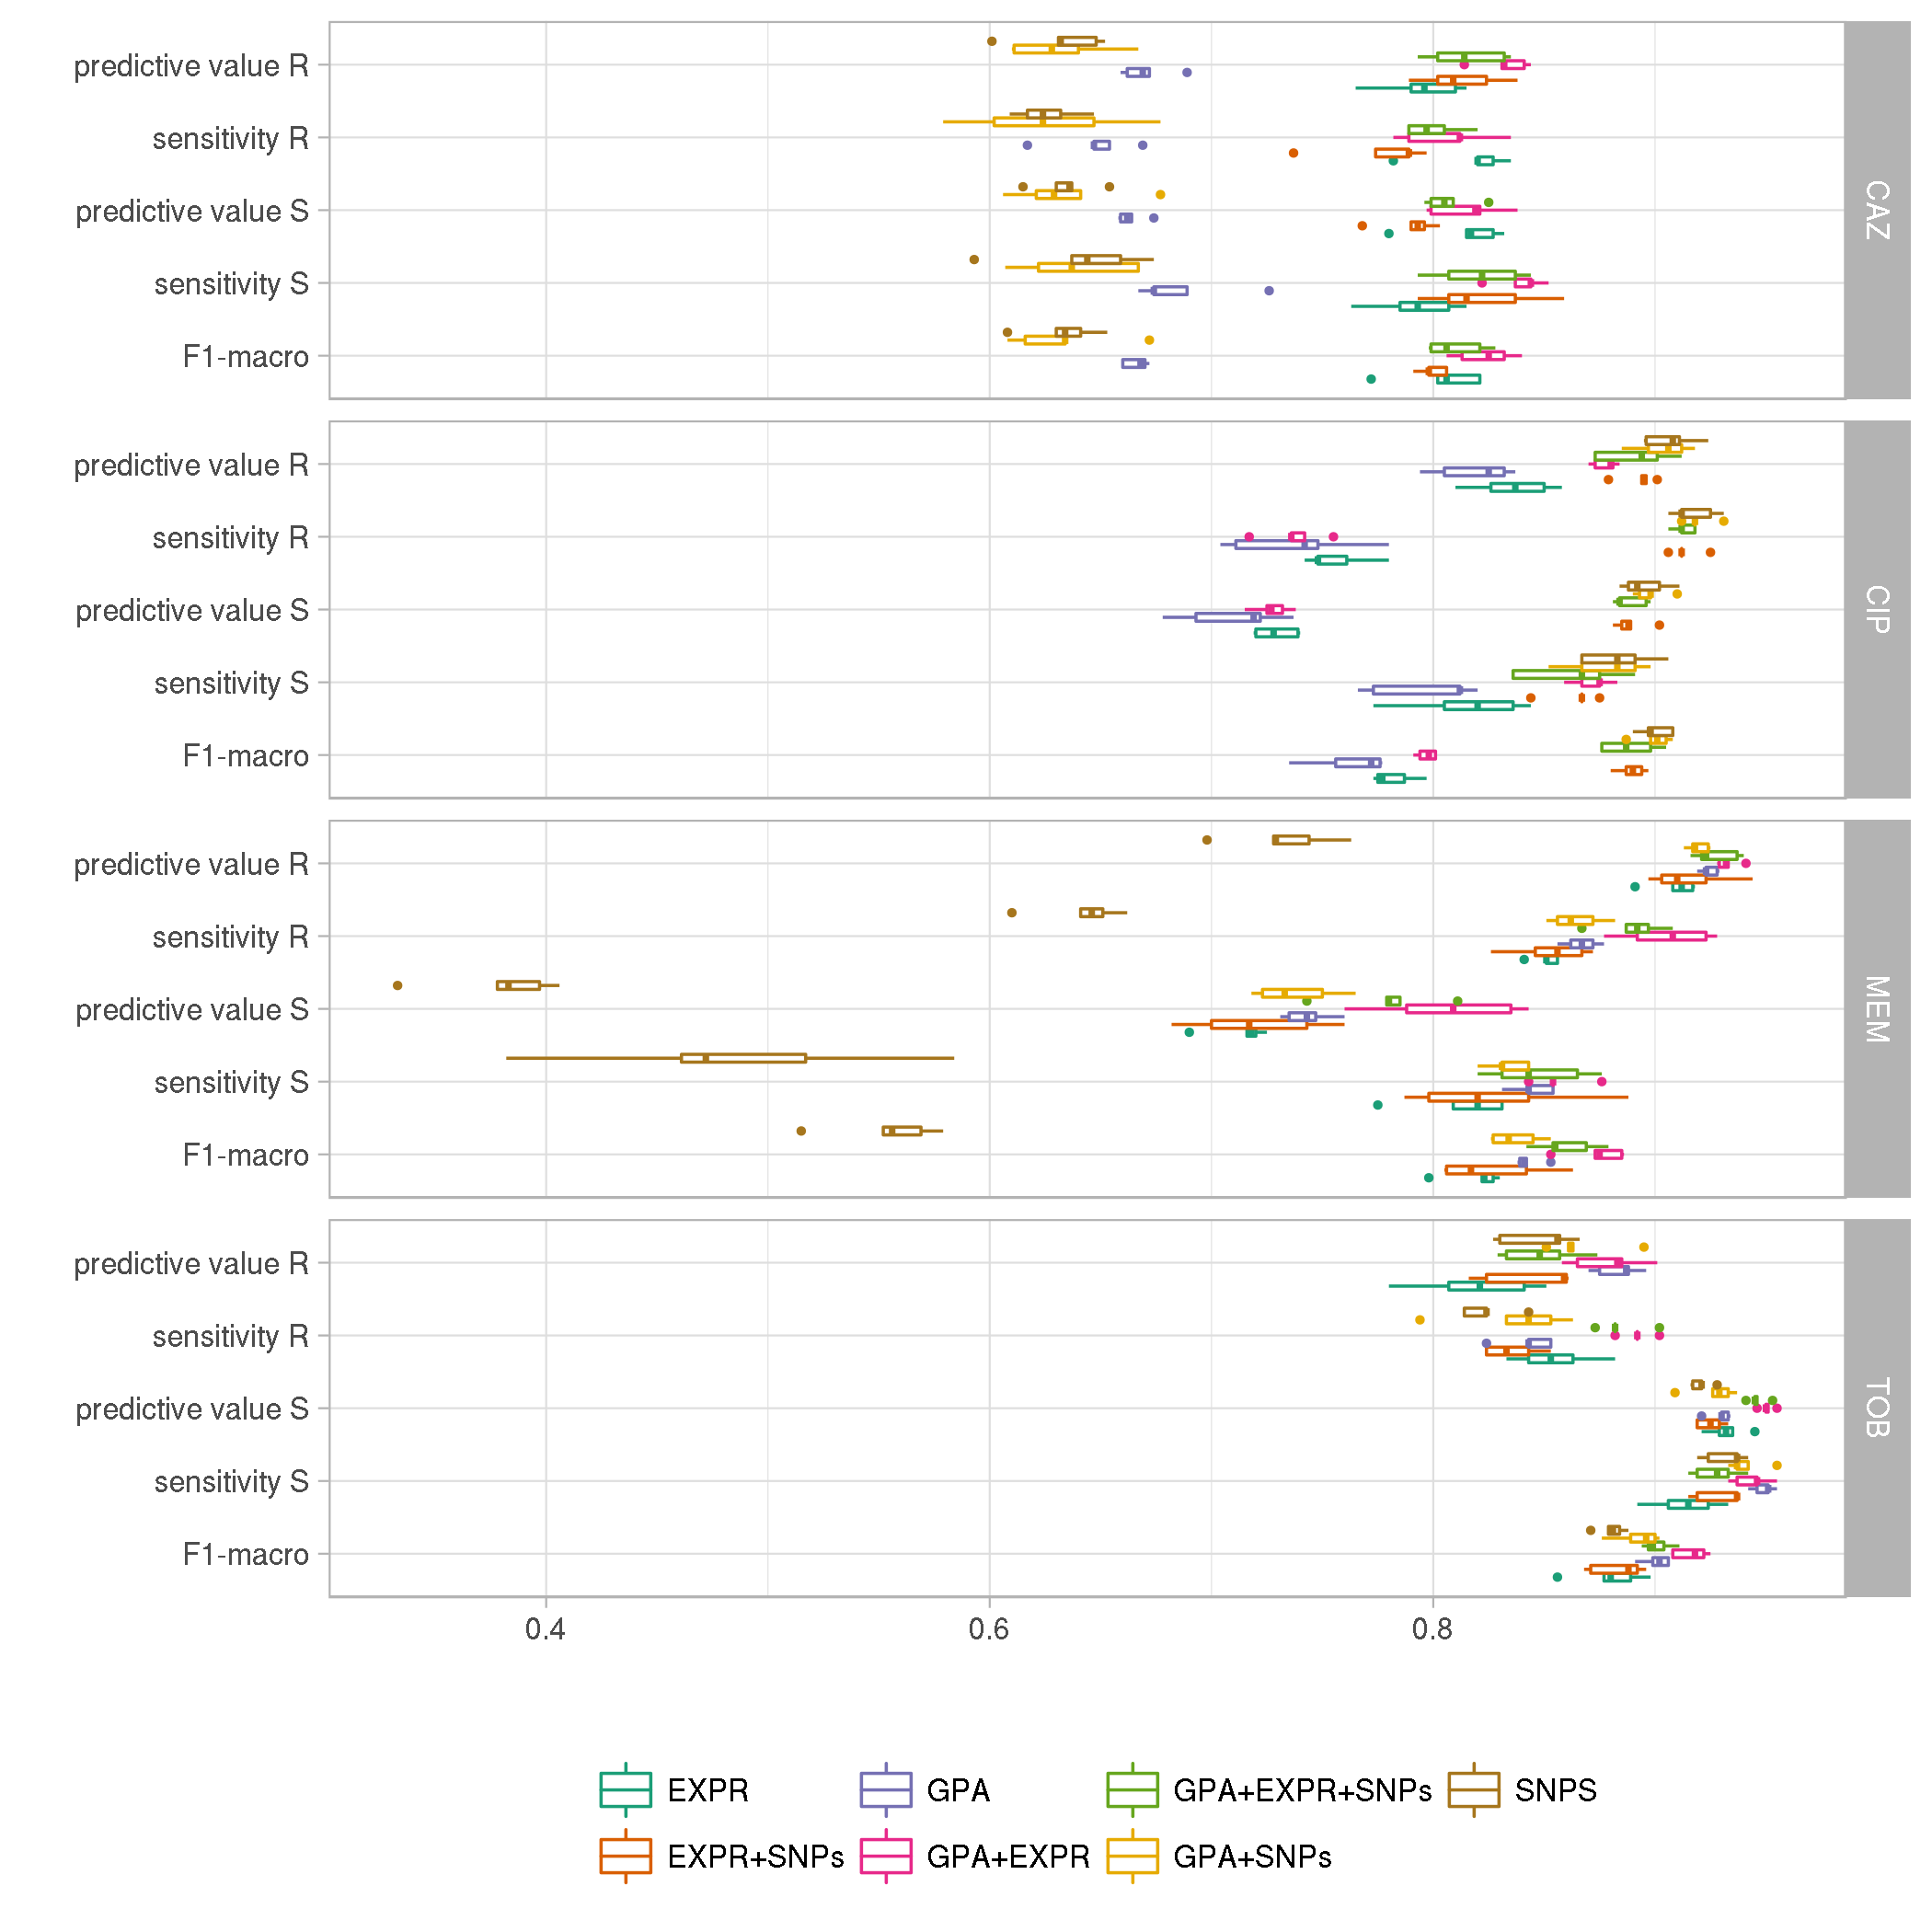 predictive value R
sensitivity R
predictive value S
sensitivity S
F1-macro
CAZ
predictive value R
sensitivity R
predictive value S
sensitivity S
F1-macro
CIP
predictive value R
sensitivity R
predictive value S
sensitivity S
F1-macro
MEM
predictive value R
sensitivity R
predictive value S
sensitivity S
F1-macro
TOB
0.4 0.6 0.8
EXPR GPA GPA+EXPR+SNPs SNPS
EXPR+SNPs GPA+EXPR GPA+SNPs